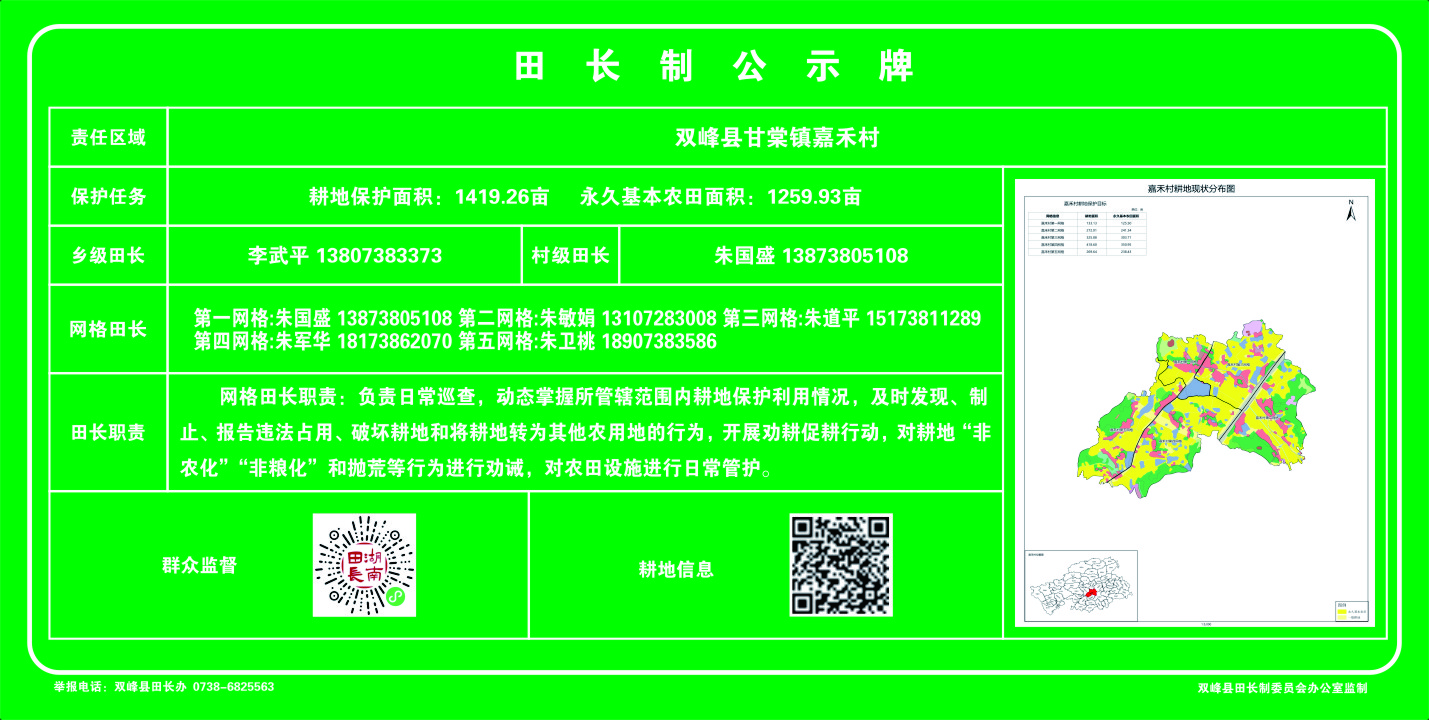 田长制公示牌
责任区域
双峰县甘棠镇嘉禾村
保护任务
耕地保护面积：1419.26亩 永久基本农田面积：1259.93亩
乡级田长
李武平 13807383373
村级田长
朱国盛 13873805108
网格田长
第一网格:朱国盛 13873805108 第二网格:朱敏娟 13107283008 第三网格:朱道平 15173811289
第四网格:朱军华 18173862070 第五网格:朱卫桃 18907383586
田长职责
网格田长职责：负责日常巡查，动态掌握所管辖范围内耕地保护利用情况，及时发现、制
止、报告违法占用、破坏耕地和将耕地转为其他农用地的行为，开展劝耕促耕行动，对耕地“非
农化”“非粮化”和抛荒等行为进行劝诫，对农田设施进行日常管护。
群众监督
湖南
田長
耕地信息
嘉禾村耕地现状分布图
嘉禾村耕地保护目标
N
举报电话：双峰县田长办 0738-6825563
双峰县田长制委员会办公室监制